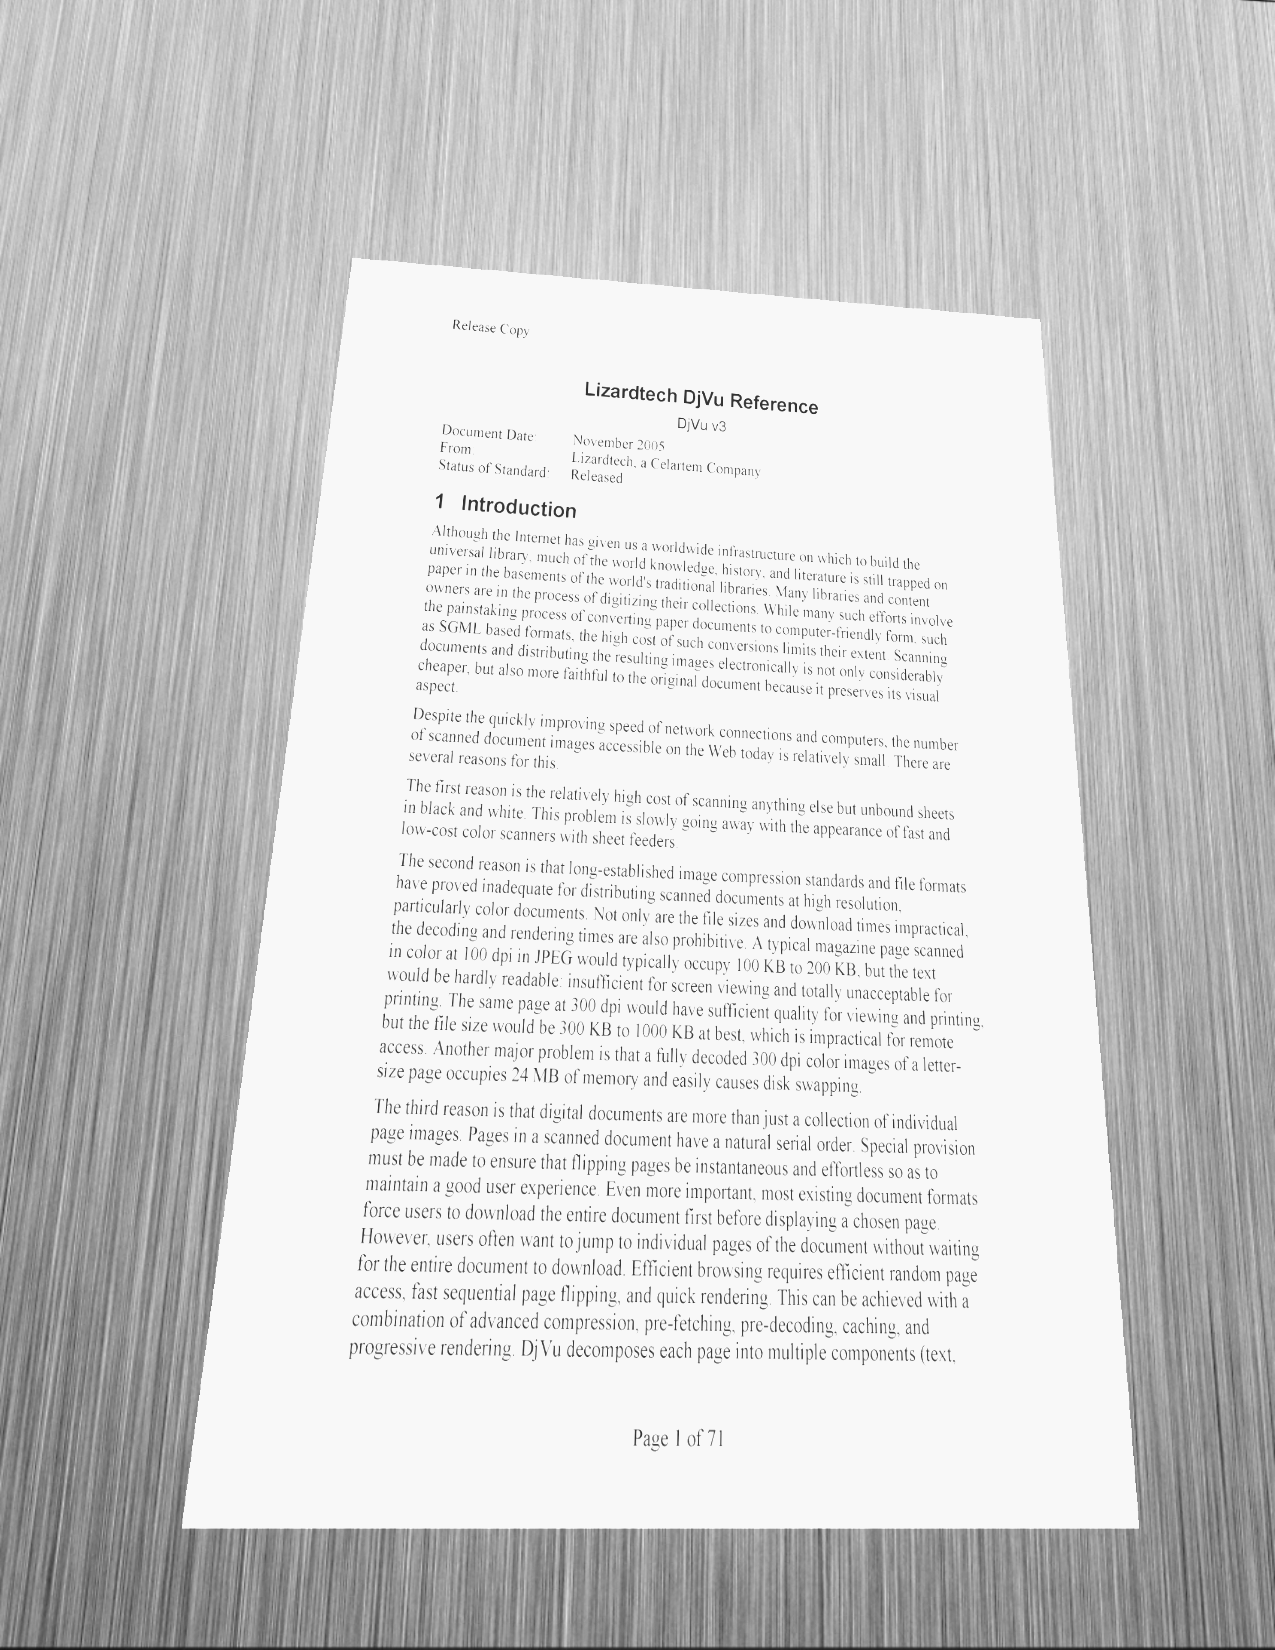 Release Copy
Lizardtech DjVu Reference
DjVu v3
Document Date: November 2005
From: Lizardtech, a Celartem Company
Status of Standard: Released
1 Introduction
Although the Internet has given us a worldwide infrastructure on which to build the
universal library, much of the world knowledge, history, and literature is still trapped on
paper in the basements of the world's traditional libraries. Many libraries and content
owners are in the process of digitizing their collections. While many such efforts involve
the painstaking process of converting paper documents to computer-friendly form, such
as SGML based formats, the high cost of such conversions limits their extent. Scanning
documents and distributing the resulting images electronically is not only considerably
cheaper, but also more faithful to the original document because it preserves its visual
aspect.
Despite the quickly improving speed of network connections and computers, the number
of scanned document images accessible on the Web today is relatively small. There are
several reasons for this.
The first reason is the relatively high cost of scanning anything else but unbound sheets
in black and white. This problem is slowly going away with the appearance of fast and
low-cost color scanners with sheet feeders.
The second reason is that long-established image compression standards and file formats
have proved inadequate for distributing scanned documents at high resolution,
particularly color documents. Not only are the file sizes and download times impractical,
the decoding and rendering times are also prohibitive. A typical magazine page scanned
in color at 100 dpi in JPEG would typically occupy 100 KB to 200 KB, but the text
would be hardly readable: insufficient for screen viewing and totally unacceptable for
printing. The same page at 300 dpi would have sufficient quality for viewing and printing,
but the file size would be 300 KB to 1000 KB at best, which is impractical for remote
access. Another major problem is that a fully decoded 300 dpi color images of a letter-
size page occupies 24 MB of memory and easily causes disk swapping.
The third reason is that digital documents are more than just a collection of individual
page images. Pages in a scanned document have a natural serial order. Special provision
must be made to ensure that flipping pages be instantaneous and effortless so as to
maintain a good user experience. Even more important, most existing document formats
force users to download the entire document first before displaying a chosen page.
However, users often want to jump to individual pages of the document without waiting
for the entire document to download. Efficient browsing requires efficient random page
access, fast sequential page flipping, and quick rendering. This can be achieved with a
combination of advanced compression, pre-fetching, pre-decoding, caching, and
progressive rendering. DjVu decomposes each page into multiple components (text,
Page 1 of 71